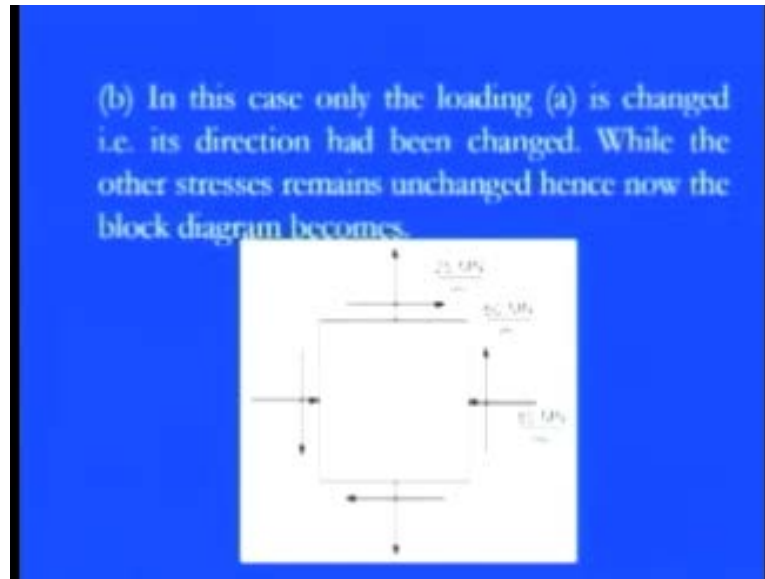 (b) In this case only the loading (a) is changed
i.e. its direction had been changed. While the
other stresses remains unchanged hence now the
block diagram becomes.